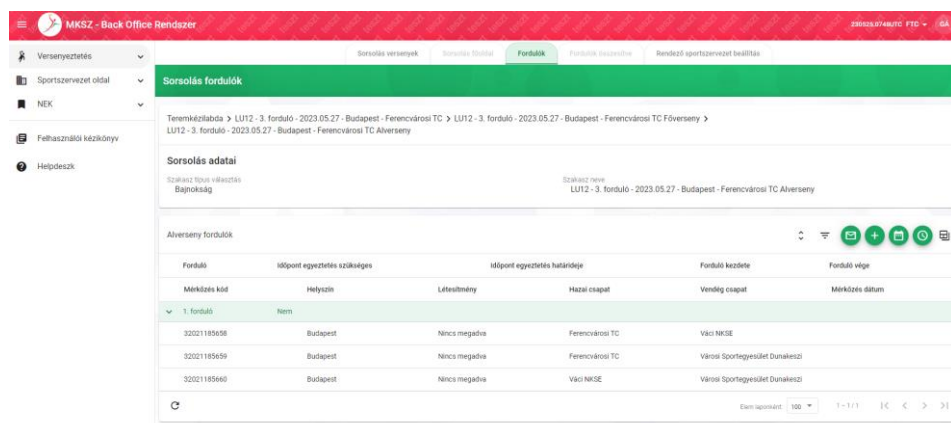 MKSZ - Back Office Rendszer
230525.0748UTC FTC
GÁ
Versenyeztetés
Sportszervezet oldal
NEK
Felhasználói kézikönyv
Helpdeszk
Sorsolás versenyek
Sorsolás főoldal
Fordulók
Fordulók összesítve
Rendező sportszervezet beállítás
Sorsolás fordulók
Teremkézilabda > LU12 - 3. forduló - 2023.05.27 - Budapest - Ferencvárosi TC > LU12 - 3. forduló - 2023.05.27 - Budapest - Ferencvárosi TC Főverseny >
LU12 - 3. forduló - 2023.05.27 - Budapest - Ferencvárosi TC Alverseny
Sorsolás adatai
Szakasz típus választás
Bajnokság
Szakasz neve
LU12 - 3. forduló - 2023.05.27 - Budapest - Ferencvárosi TC Alverseny
Alverseny fordulók
Forduló Időpont egyeztetés szükséges Időpont egyeztetés határideje Forduló kezdete Forduló vége
Mérkőzés kód Helyszín Létesítmény Hazai csapat Vendég csapat Mérkőzés dátum
1. forduló Nem
32021185658 Budapest Nincs megadva Ferencvárosi TC Váci NKSE
32021185659 Budapest Nincs megadva Ferencvárosi TC Városi Sportegyesület Dunakeszi
32021185660 Budapest Nincs megadva Váci NKSE Városi Sportegyesület Dunakeszi
Elem laponként 100 1 - 1 / 1